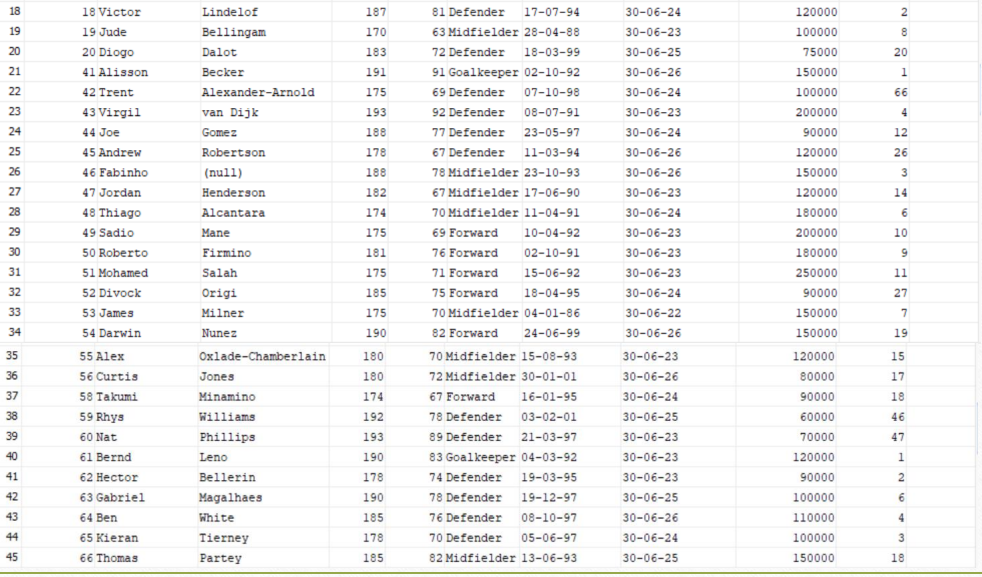 18 18 Victor Lindelof 187 81 Defender 17-07-94 30-06-24 120000 2
19 19 Jude Bellingam 170 63 Midfielder 28-04-88 30-06-23 100000 8
20 20 Diogo Dalot 183 72 Defender 18-03-99 30-06-25 75000 20
21 41 Alisson Becker 191 91 Goalkeeper 02-10-92 30-06-26 150000 1
22 42 Trent Alexander-Arnold 175 69 Defender 07-10-98 30-06-24 100000 66
23 43 Virgil van Dijk 193 92 Defender 08-07-91 30-06-23 200000 4
24 44 Joe Gomez 188 77 Defender 23-05-97 30-06-24 90000 12
25 45 Andrew Robertson 178 67 Defender 11-03-94 30-06-26 120000 26
26 46 Fabinho (null) 188 78 Midfielder 23-10-93 30-06-26 150000 3
27 47 Jordan Henderson 182 67 Midfielder 17-06-90 30-06-23 120000 14
28 48 Thiago Alcantara 174 70 Midfielder 11-04-91 30-06-24 180000 6
29 49 Sadio Mane 175 69 Forward 10-04-92 30-06-23 200000 10
30 50 Roberto Firmino 181 76 Forward 02-10-91 30-06-23 180000 9
31 51 Mohamed Salah 175 71 Forward 15-06-92 30-06-23 250000 11
32 52 Divock Origi 185 75 Forward 18-04-95 30-06-24 90000 27
33 53 James Milner 175 70 Midfielder 04-01-86 30-06-22 150000 7
34 54 Darwin Nunez 190 82 Forward 24-06-99 30-06-26 150000 19
35 55 Alex Oxlade-Chamberlain 180 70 Midfielder 15-08-93 30-06-23 120000 15
36 56 Curtis Jones 180 72 Midfielder 30-01-01 30-06-26 80000 17
37 58 Takumi Minamino 174 67 Forward 16-01-95 30-06-24 90000 18
38 59 Rhys Williams 192 78 Defender 03-02-01 30-06-25 60000 46
39 60 Nat Phillips 193 89 Defender 21-03-97 30-06-23 70000 47
40 61 Bernd Leno 190 83 Goalkeeper 04-03-92 30-06-23 120000 1
41 62 Hector Bellerin 178 74 Defender 19-03-95 30-06-23 90000 2
42 63 Gabriel Magalhaes 190 78 Defender 19-12-97 30-06-25 100000 6
43 64 Ben White 185 76 Defender 08-10-97 30-06-26 110000 4
44 65 Kieran Tierney 178 70 Defender 05-06-97 30-06-24 100000 3
45 66 Thomas Partey 185 82 Midfielder 13-06-93 30-06-25 150000 18